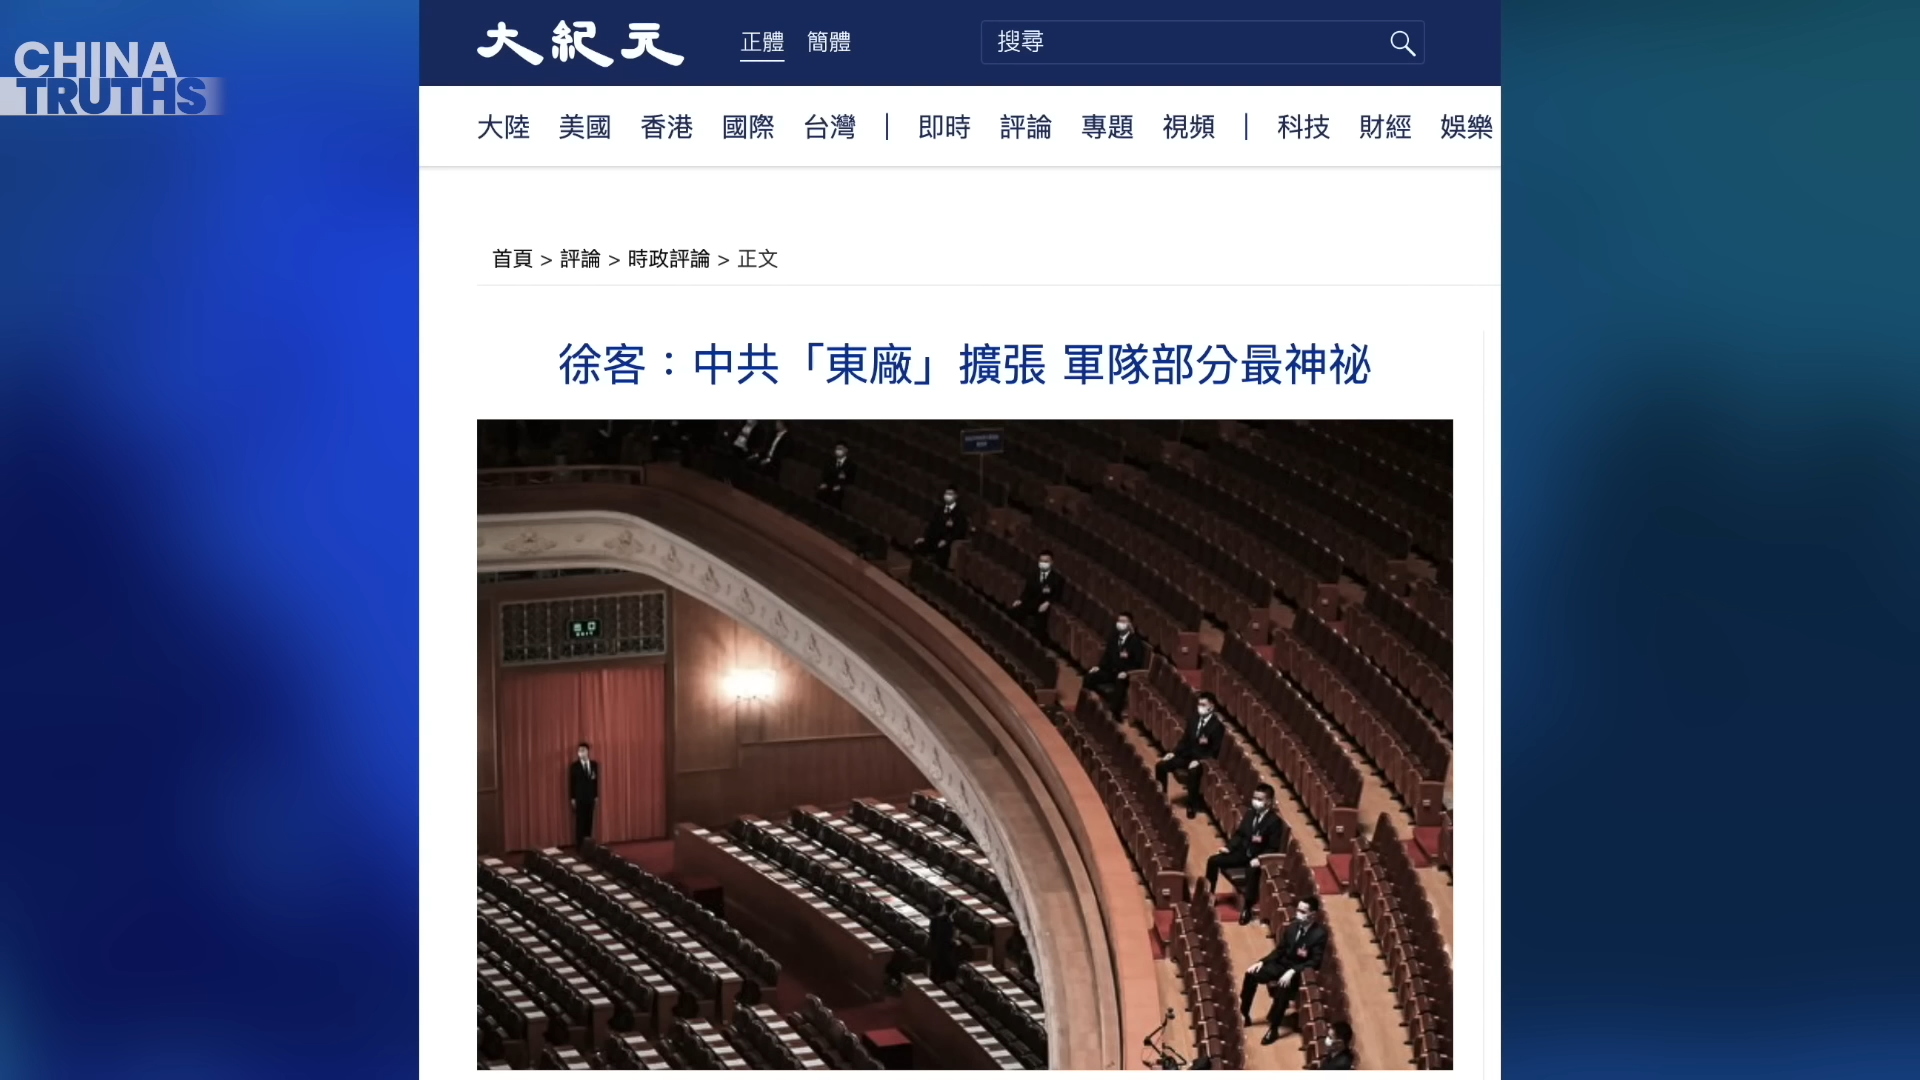 CHINA
TRUTHS
大紀元 正體 簡體 搜尋
大陸 美國 香港 國際 台灣 | 即時 評論 專題 視頻 | 科技 財經 娛樂
首頁 > 評論 > 時政評論 > 正文
徐客：中共「東廠」擴張 軍隊部分最神祕